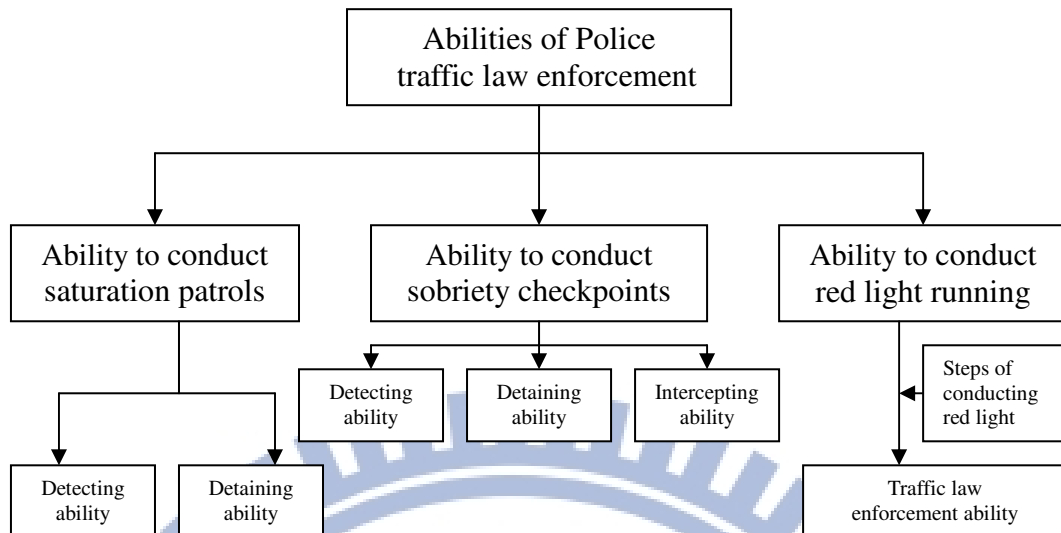 Abilities of Police
traffic law enforcement
Ability to conduct
saturation patrols
Ability to conduct
sobriety checkpoints
Ability to conduct
red light running
Detecting
ability
Detaining
ability
Intercepting
ability
Steps of
conducting
red light
Detecting
ability
Detaining
ability
Traffic law
enforcement ability